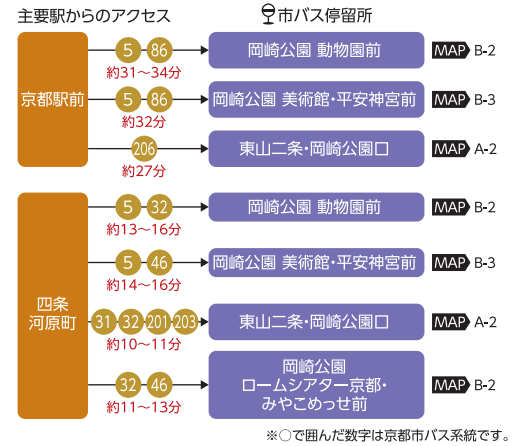 主要駅からのアクセス
市バス停留所
京都駅前
5 86
約31～34分
岡崎公園 動物園前
MAP B-2
5 86
約32分
岡崎公園 美術館・平安神宮前
MAP B-3
206
約27分
東山二条・岡崎公園口
MAP A-2
四条
河原町
5 32
約13～16分
岡崎公園 動物園前
MAP B-2
5 46
約14～16分
岡崎公園 美術館・平安神宮前
MAP B-3
31 32 201 203
約10～11分
東山二条・岡崎公園口
MAP A-2
32 46
約11～13分
岡崎公園
ロームシアター京都・
みやこめっせ前
MAP B-2
※○で囲んだ数字は京都市バス系統です。